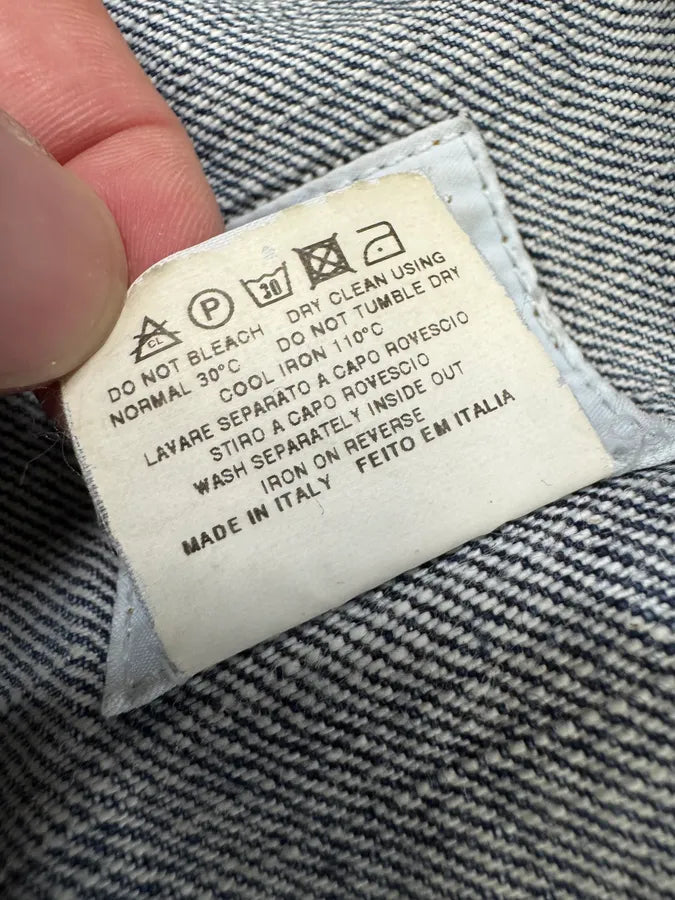 CL P 30
DO NOT BLEACH DRY CLEAN USING
NORMAL 30°C DO NOT TUMBLE DRY
COOL IRON 110°C
LAVARE SEPARATO A CAPO ROVESCIO
STIRO A CAPO ROVESCIO
WASH SEPARATELY INSIDE OUT
IRON ON REVERSE
MADE IN ITALY FEITO EM ITALIA